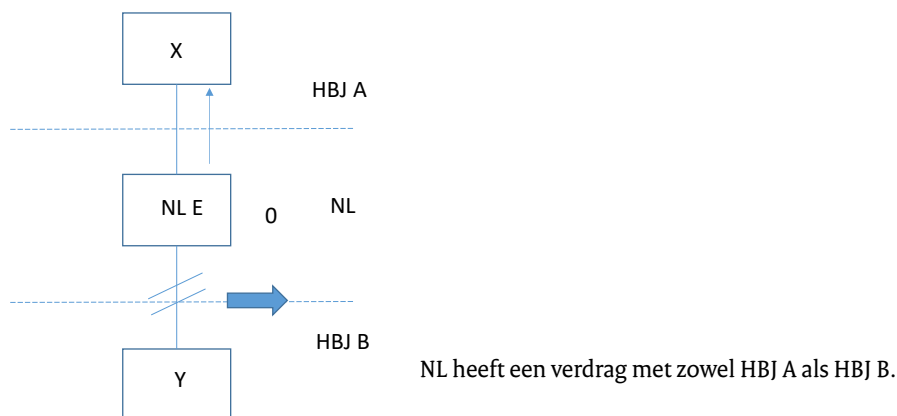 X
HBJ A
NL E
0
NL
HBJ B
Y
NL heeft een verdrag met zowel HBJ A als HBJ B.